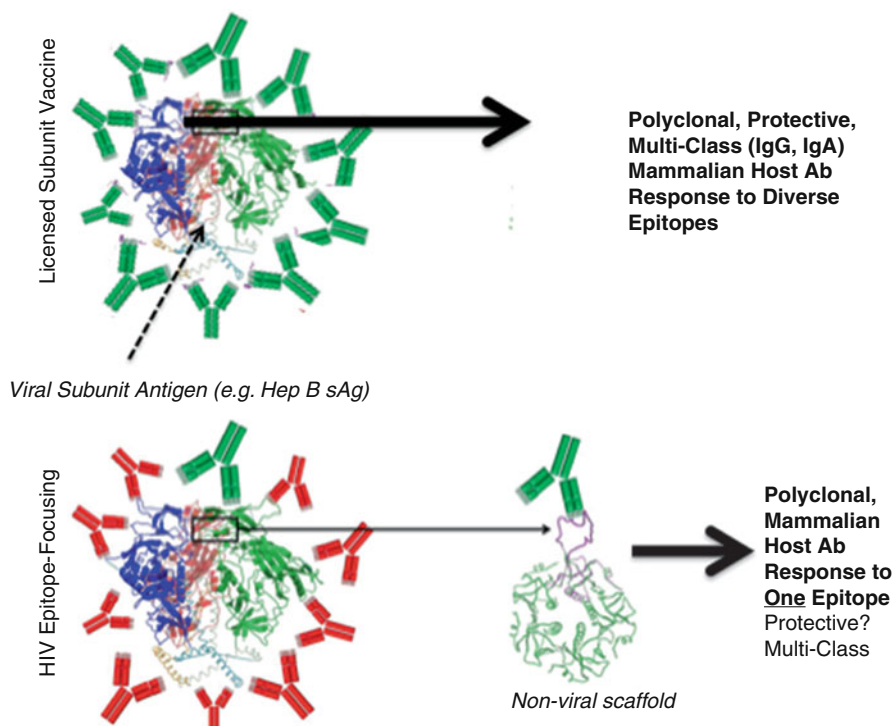 Licensed Subunit Vaccine
Polyclonal, Protective,
Multi-Class (IgG, IgA)
Mammalian Host Ab
Response to Diverse
Epitopes
Viral Subunit Antigen (e.g. Hep B sAg)
HIV Epitope-Focusing
Polyclonal,
Mammalian
Host Ab
Response to
One Epitope
Protective?
Multi-Class
Non-viral scaffold